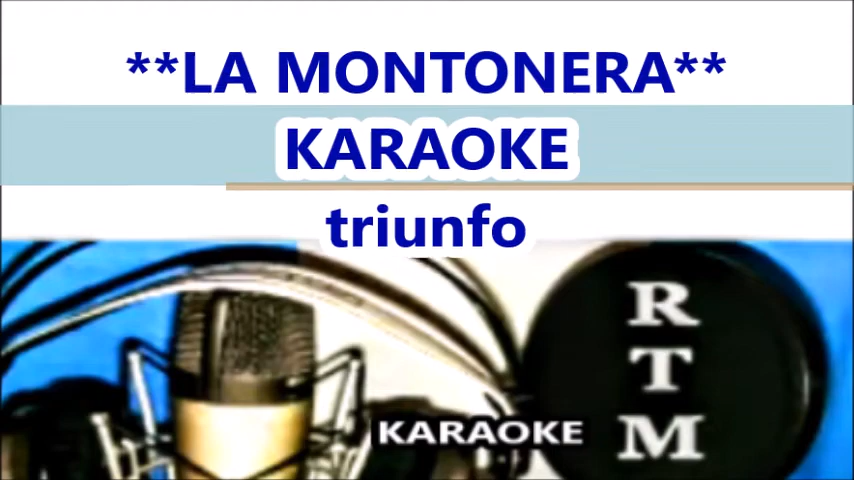 **LA MONTONERA**
KARAOKE
triunfo
R
T
M
KARAOKE